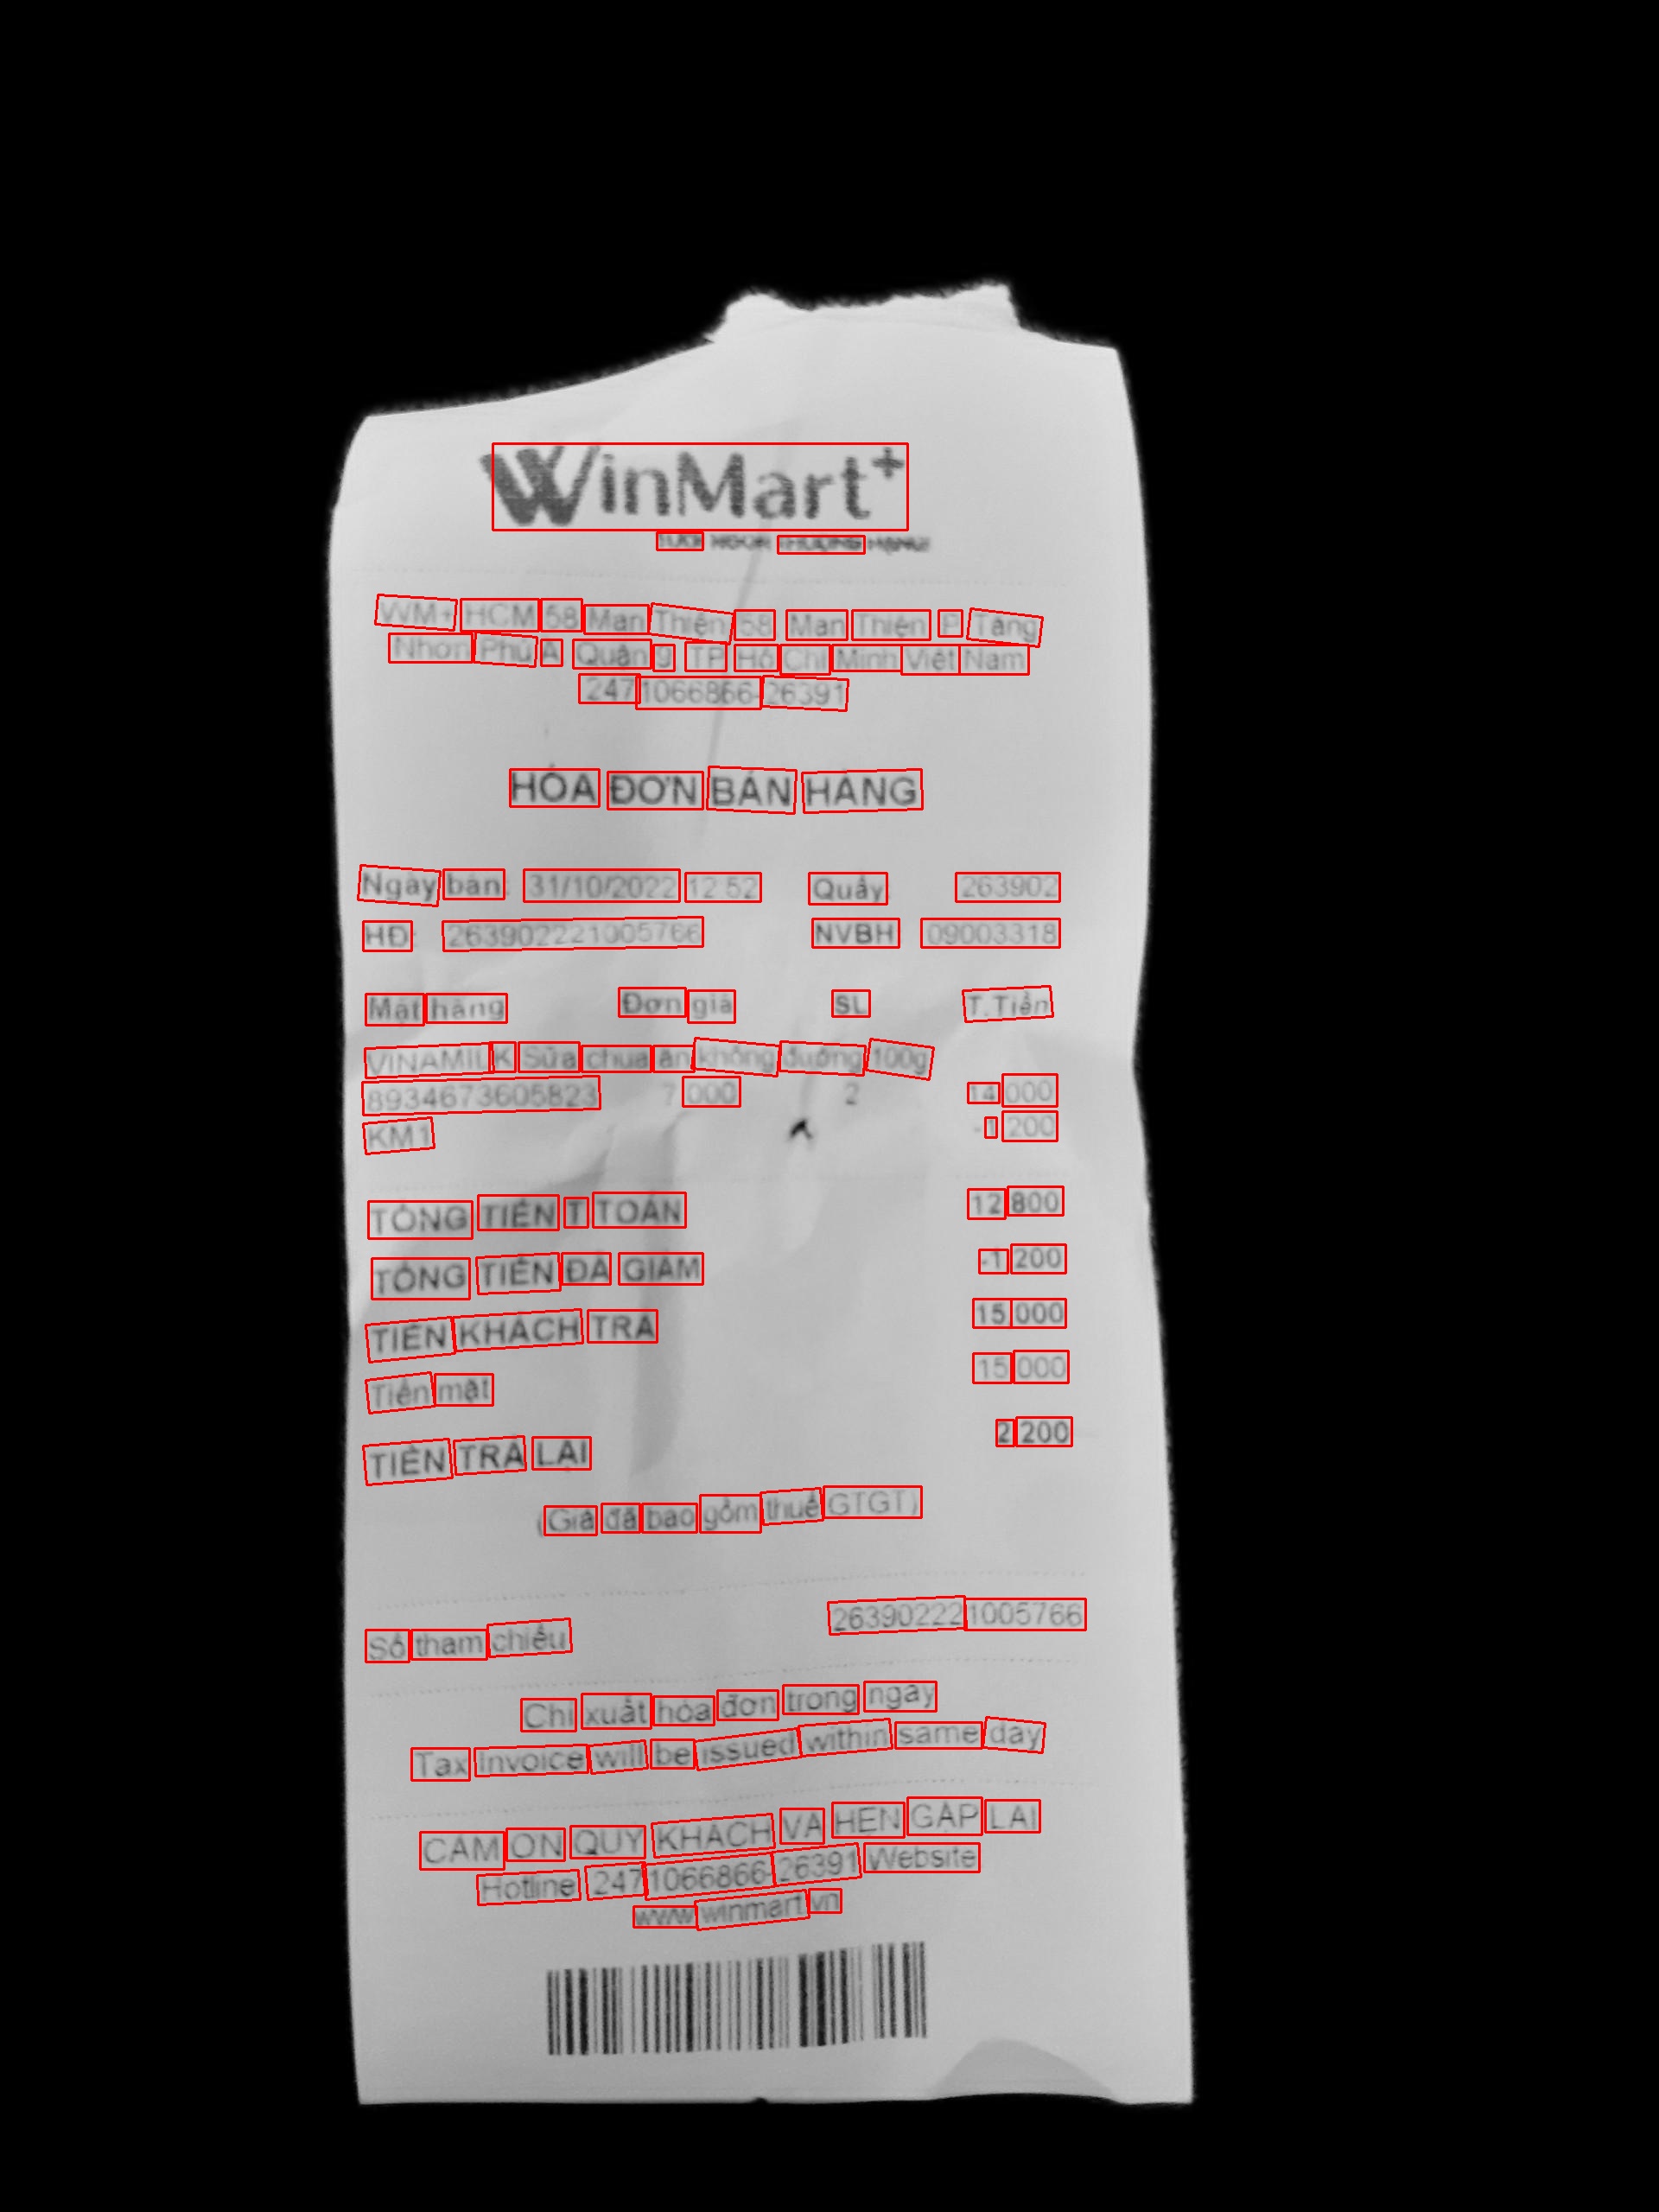 WinMart+
TƯƠI NGON THƯỢNG HẠNG!
WM+ HCM 58 Man Thiện 58, Man Thiện, P. Tăng
Nhơn Phú A, Quận 9, TP. Hồ Chí Minh, Việt Nam
2471066866-26391
HÓA ĐƠN BÁN HÀNG
Ngày bán: 31/10/2022 12:52 Quầy: 263902
HĐ: 263902221005766 NVBH: 09003318
Mặt hàng Đơn giá SL T.Tiền
VINAMILK Sữa chua ăn không đường 100g
8934673605823 7,000 2 14,000
KM1 -1,200
TỔNG TIỀN T.TOÁN 12,800
TỔNG TIỀN ĐÃ GIẢM -1,200
TIỀN KHÁCH TRẢ 15,000
Tiền mặt 15,000
TIỀN TRẢ LẠI 2,200
(Giá đã bao gồm thuế GTGT)
Số tham chiếu 263902221005766
Chỉ xuất hóa đơn trong ngày
Tax invoice will be issued within same day
CẢM ƠN QUÝ KHÁCH VÀ HẸN GẶP LẠI
Hotline: 2471066866-26391 Website:
www.winmart.vn